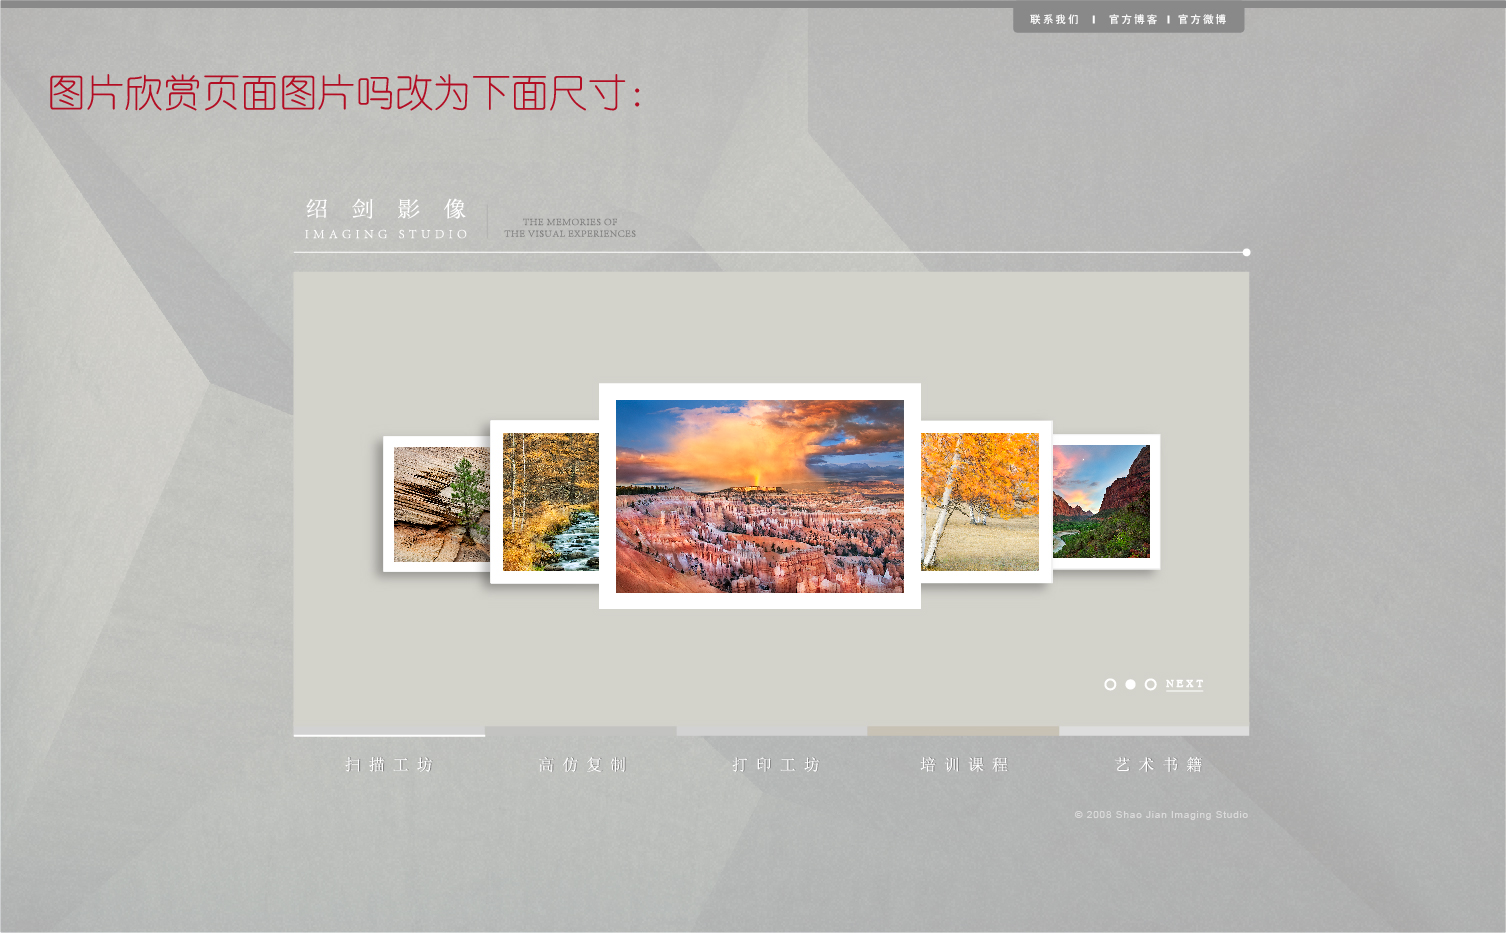 联系我们 官方博客 官方微博
图片欣赏页面图片吗改为下面尺寸：
绍剑影像
IMAGING STUDIO
THE MEMORIES OF
THE VISUAL EXPERIENCES
NEXT
扫描工坊 高仿复制 打印工坊 培训课程 艺术书籍
© 2008 Shao Jian Imaging Studio